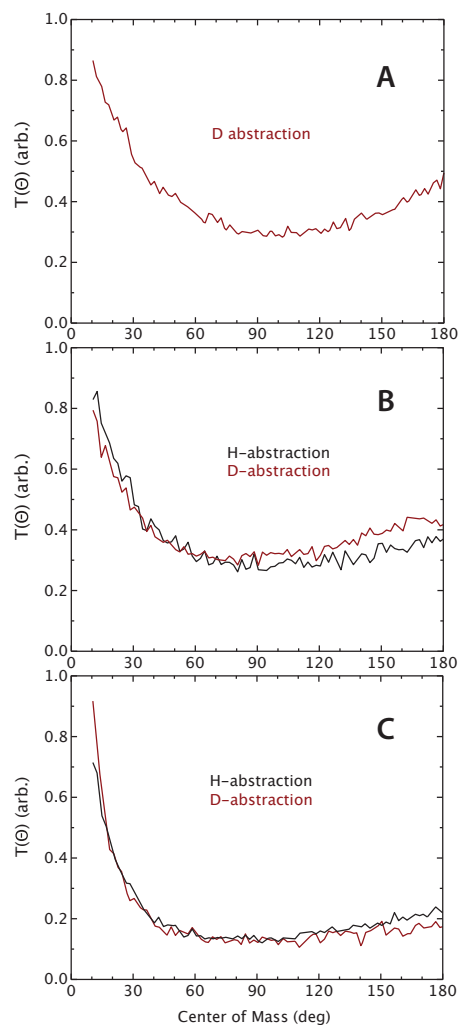 1.0
A
0.8
D abstraction
0.6
T(Θ) (arb.)
0.4
0.2
0.0
0 30 60 90 120 150 180
1.0
B
0.8
H-abstraction
D-abstraction
0.6
T(Θ) (arb.)
0.4
0.2
0.0
0 30 60 90 120 150 180
1.0
C
0.8
H-abstraction
D-abstraction
0.6
T(Θ) (arb.)
0.4
0.2
0.0
0 30 60 90 120 150 180
Center of Mass (deg)